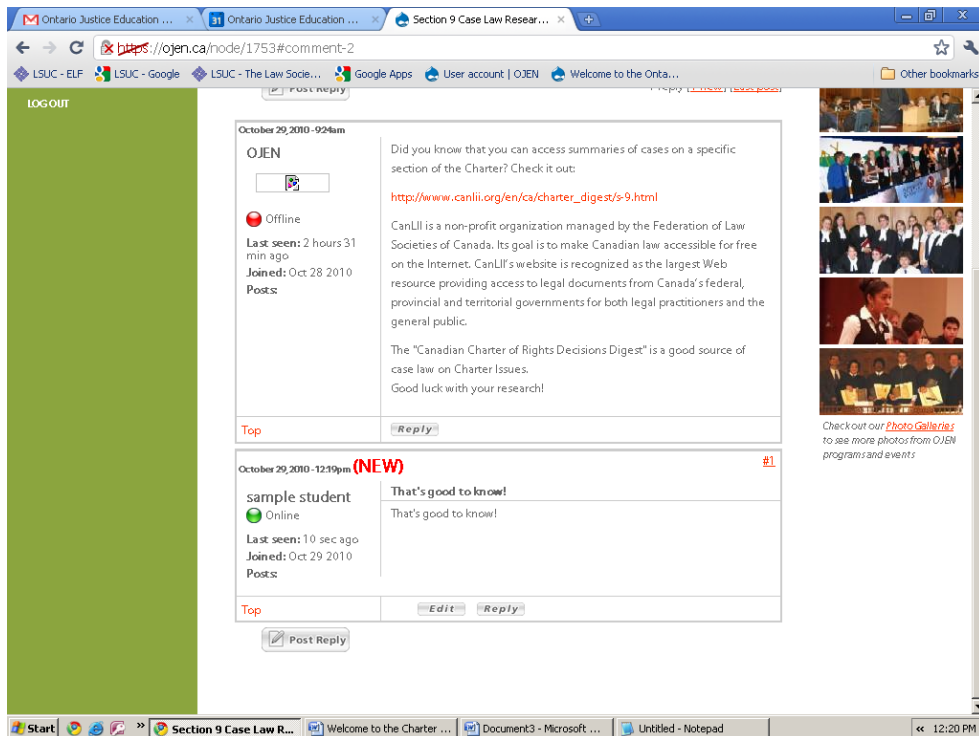 Ontario Justice Education ...
Ontario Justice Education ...
Section 9 Case Law Resear...
https://ojen.ca/node/1753#comment-2
LSUC - ELF
LSUC - Google
LSUC - The Law Socie...
Google Apps
User account | OJEN
Welcome to the Onta...
Other bookmarks
LOG OUT
Post Reply
1 reply [1 new] [Last post]
October 29, 2010 - 9:24am
OJEN
Offline
Last seen: 2 hours 31
min ago
Joined: Oct 28 2010
Posts:
Did you know that you can access summaries of cases on a specific
section of the Charter? Check it out:
http://www.canlii.org/en/ca/charter_digest/s-9.html
CanLII is a non-profit organization managed by the Federation of Law
Societies of Canada. Its goal is to make Canadian law accessible for free
on the Internet. CanLII's website is recognized as the largest Web
resource providing access to legal documents from Canada's federal,
provincial and territorial governments for both legal practitioners and the
general public.
The "Canadian Charter of Rights Decisions Digest" is a good source of
case law on Charter Issues.
Good luck with your research!
Top
Reply
Check out our Photo Galleries
to see more photos from OJEN
programs and events
October 29, 2010 - 12:19pm (NEW)
#1
sample student
Online
Last seen: 10 sec ago
Joined: Oct 29 2010
Posts:
That's good to know!
That's good to know!
Top
Edit
Reply
Post Reply
Start
»
Section 9 Case Law R...
Welcome to the Charter ...
Document3 - Microsoft ...
Untitled - Notepad
«
12:20 PM